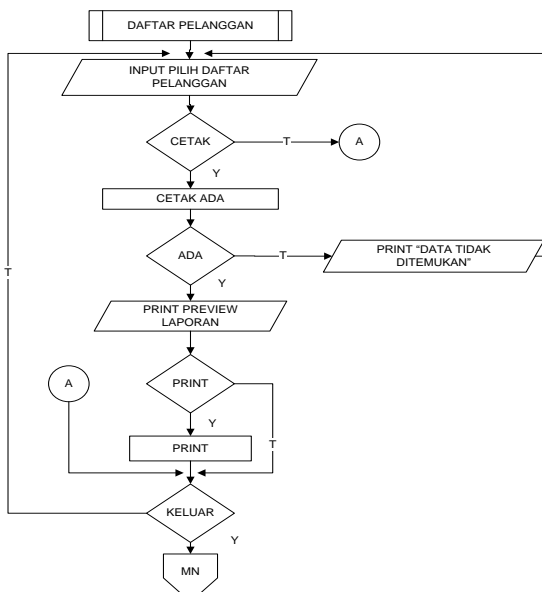 DAFTAR PELANGGAN
INPUT PILIH DAFTAR
PELANGGAN
CETAK
T
A
Y
CETAK ADA
ADA
T
PRINT “DATA TIDAK
DITEMUKAN”
Y
T
PRINT PREVIEW
LAPORAN
A
PRINT
Y
T
PRINT
KELUAR
Y
MN